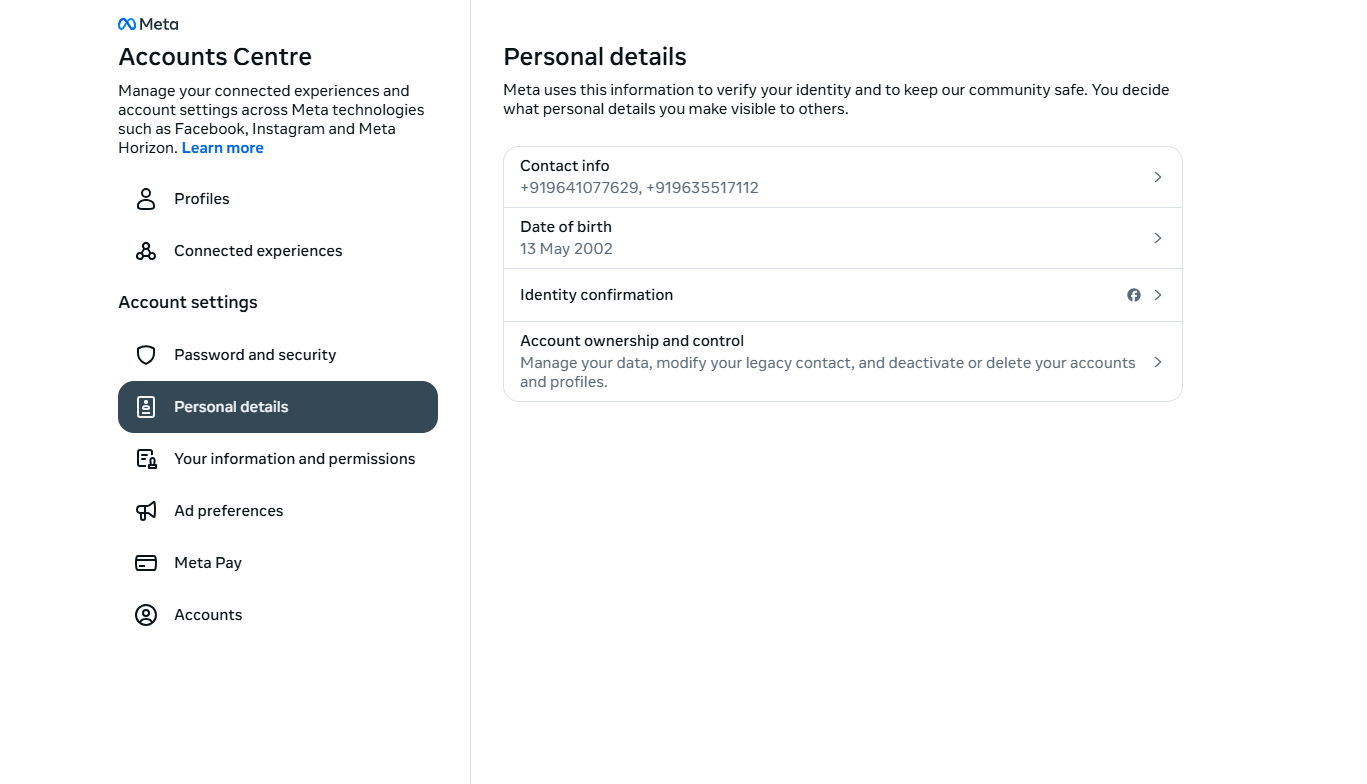 Meta
Accounts Centre
Manage your connected experiences and
account settings across Meta technologies
such as Facebook, Instagram and Meta
Horizon. Learn more
Profiles
Connected experiences
Account settings
Password and security
Personal details
Your information and permissions
Ad preferences
Meta Pay
Accounts
Personal details
Meta uses this information to verify your identity and to keep our community safe. You decide
what personal details you make visible to others.
Contact info
+919641077629, +919635517112
Date of birth
13 May 2002
Identity confirmation
Account ownership and control
Manage your data, modify your legacy contact, and deactivate or delete your accounts
and profiles.